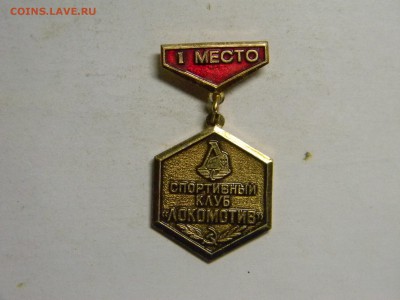 COINS.LAVE.RU
1 МЕСТО
СПОРТИВНЫЙ
КЛУБ
"ЛОКОМОТИВ"